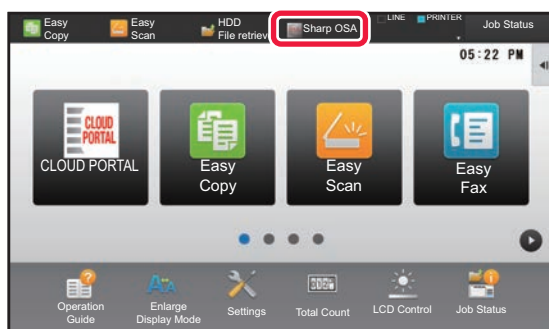 Easy
Copy
Easy
Scan
HDD
File retriev
Sharp OSA
LINE
PRINTER
Job Status
05:22 PM
CLOUD
PORTAL
CLOUD PORTAL
Easy
Copy
Easy
Scan
Easy
Fax
Operation
Guide
Enlarge
Display Mode
Settings
Total Count
LCD Control
Job Status